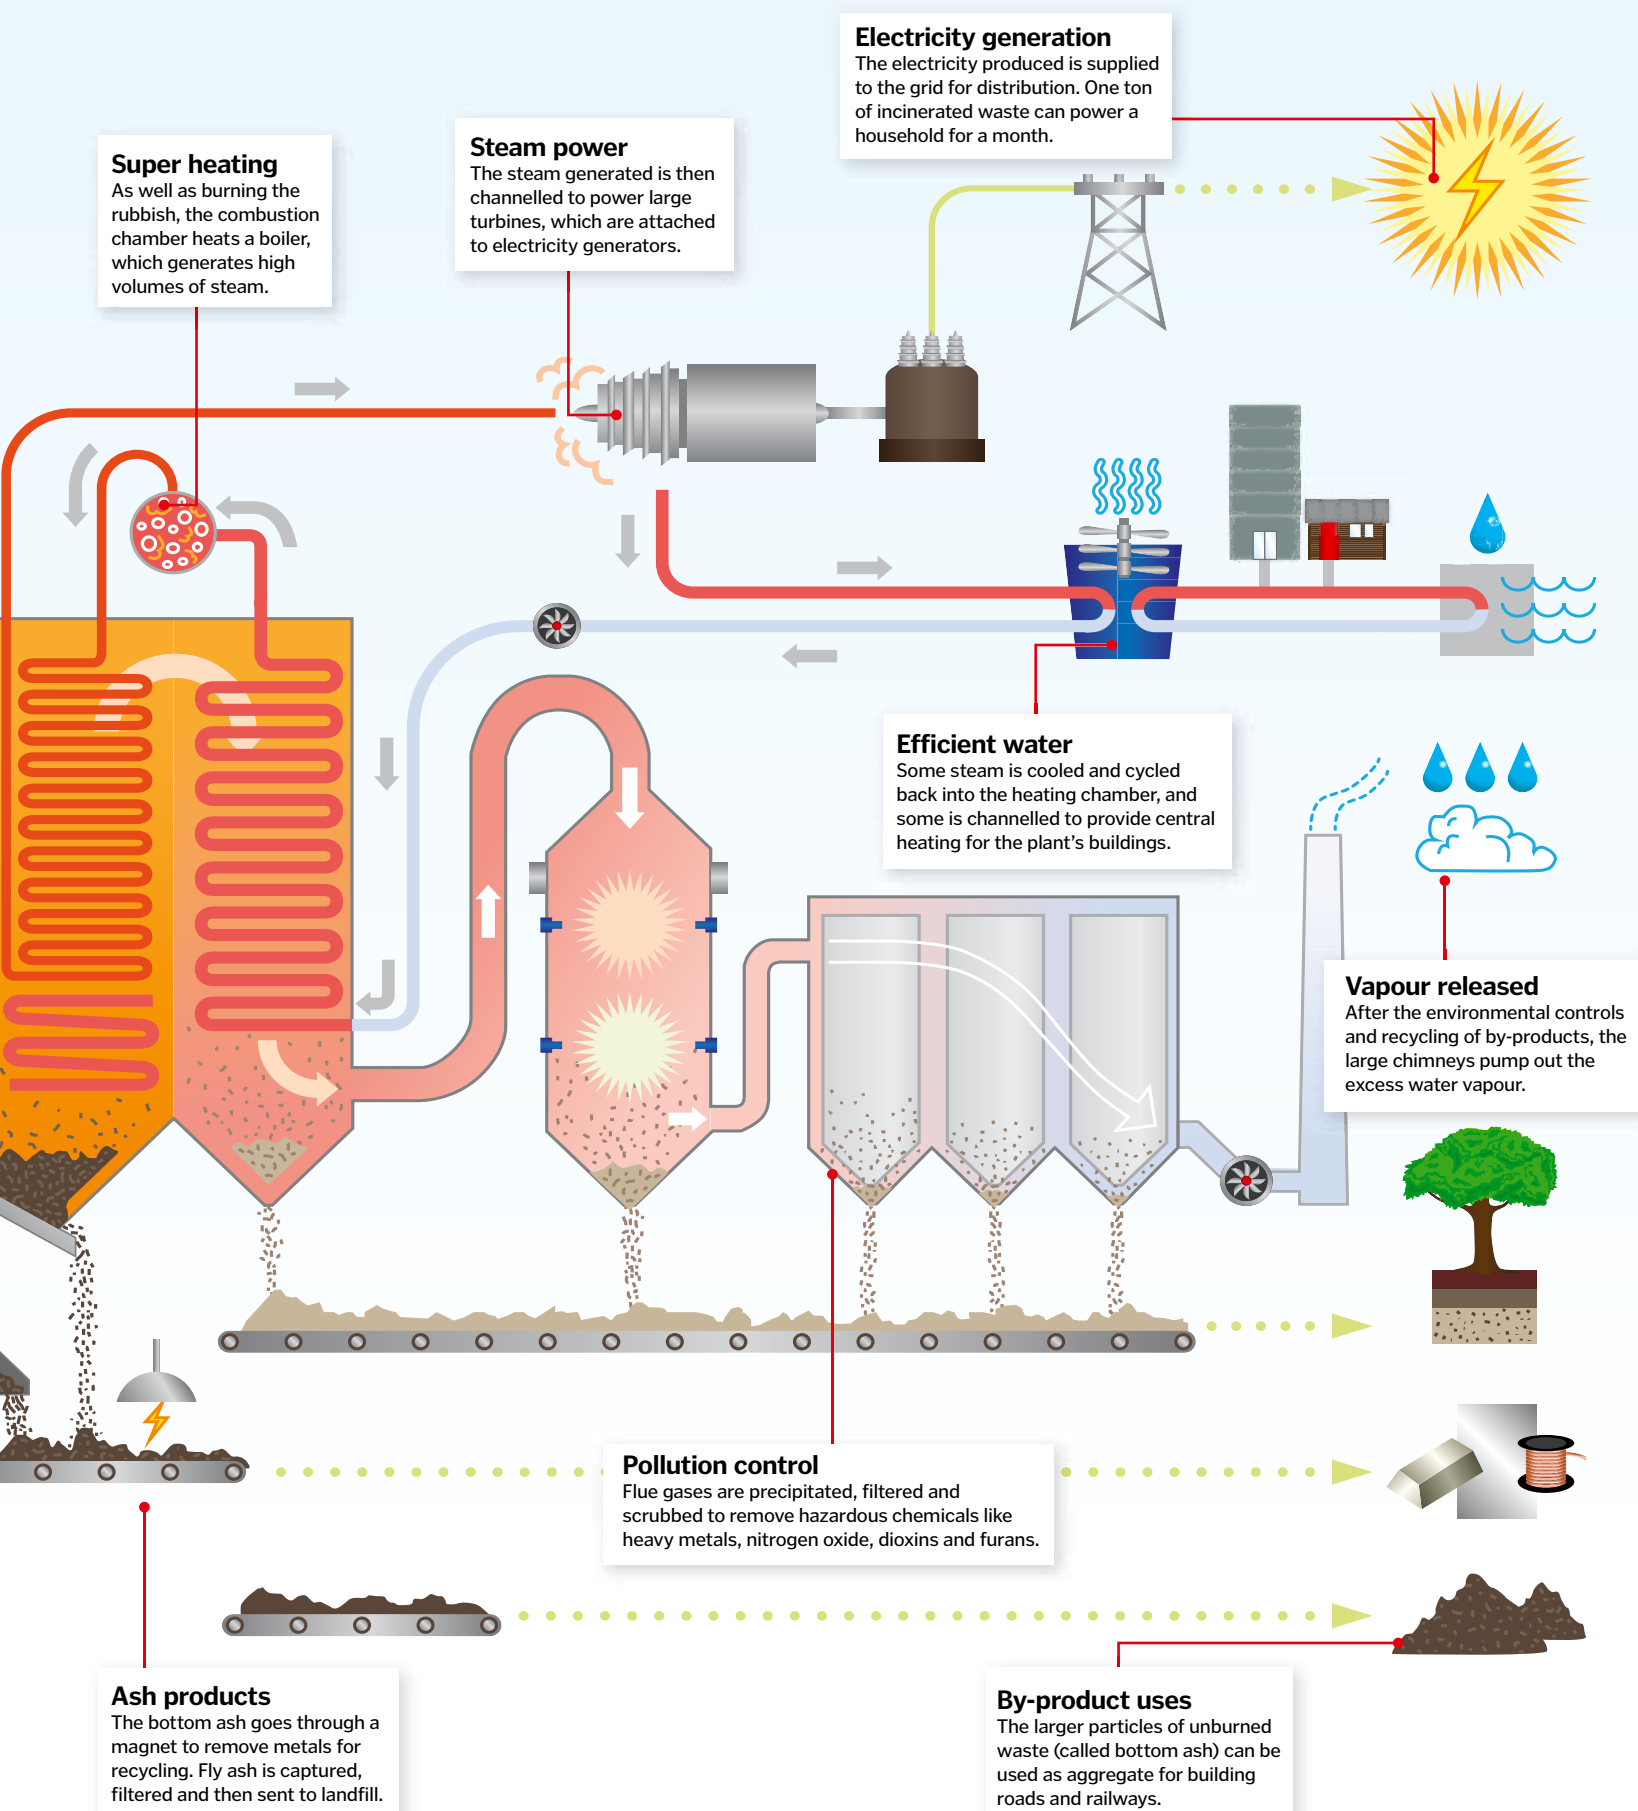 Electricity generation
The electricity produced is supplied
to the grid for distribution. One ton
of incinerated waste can power a
household for a month.
Steam power
The steam generated is then
channelled to power large
turbines, which are attached
to electricity generators.
Super heating
As well as burning the
rubbish, the combustion
chamber heats a boiler,
which generates high
volumes of steam.
Efficient water
Some steam is cooled and cycled
back into the heating chamber, and
some is channelled to provide central
heating for the plant's buildings.
Vapour released
After the environmental controls
and recycling of by-products, the
large chimneys pump out the
excess water vapour.
Pollution control
Flue gases are precipitated, filtered and
scrubbed to remove hazardous chemicals like
heavy metals, nitrogen oxide, dioxins and furans.
Ash products
The bottom ash goes through a
magnet to remove metals for
recycling. Fly ash is captured,
filtered and then sent to landfill.
By-product uses
The larger particles of unburned
waste (called bottom ash) can be
used as aggregate for building
roads and railways.